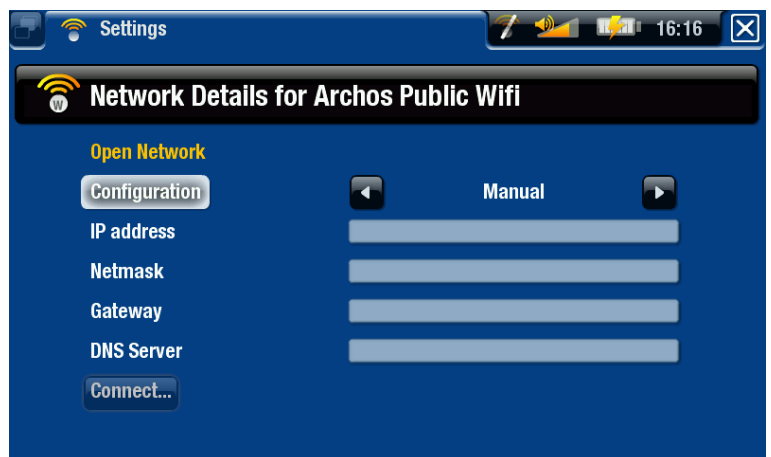 Settings 16:16
Network Details for Archos Public Wifi
W
Open Network
Configuration Manual
IP address
Netmask
Gateway
DNS Server
Connect...